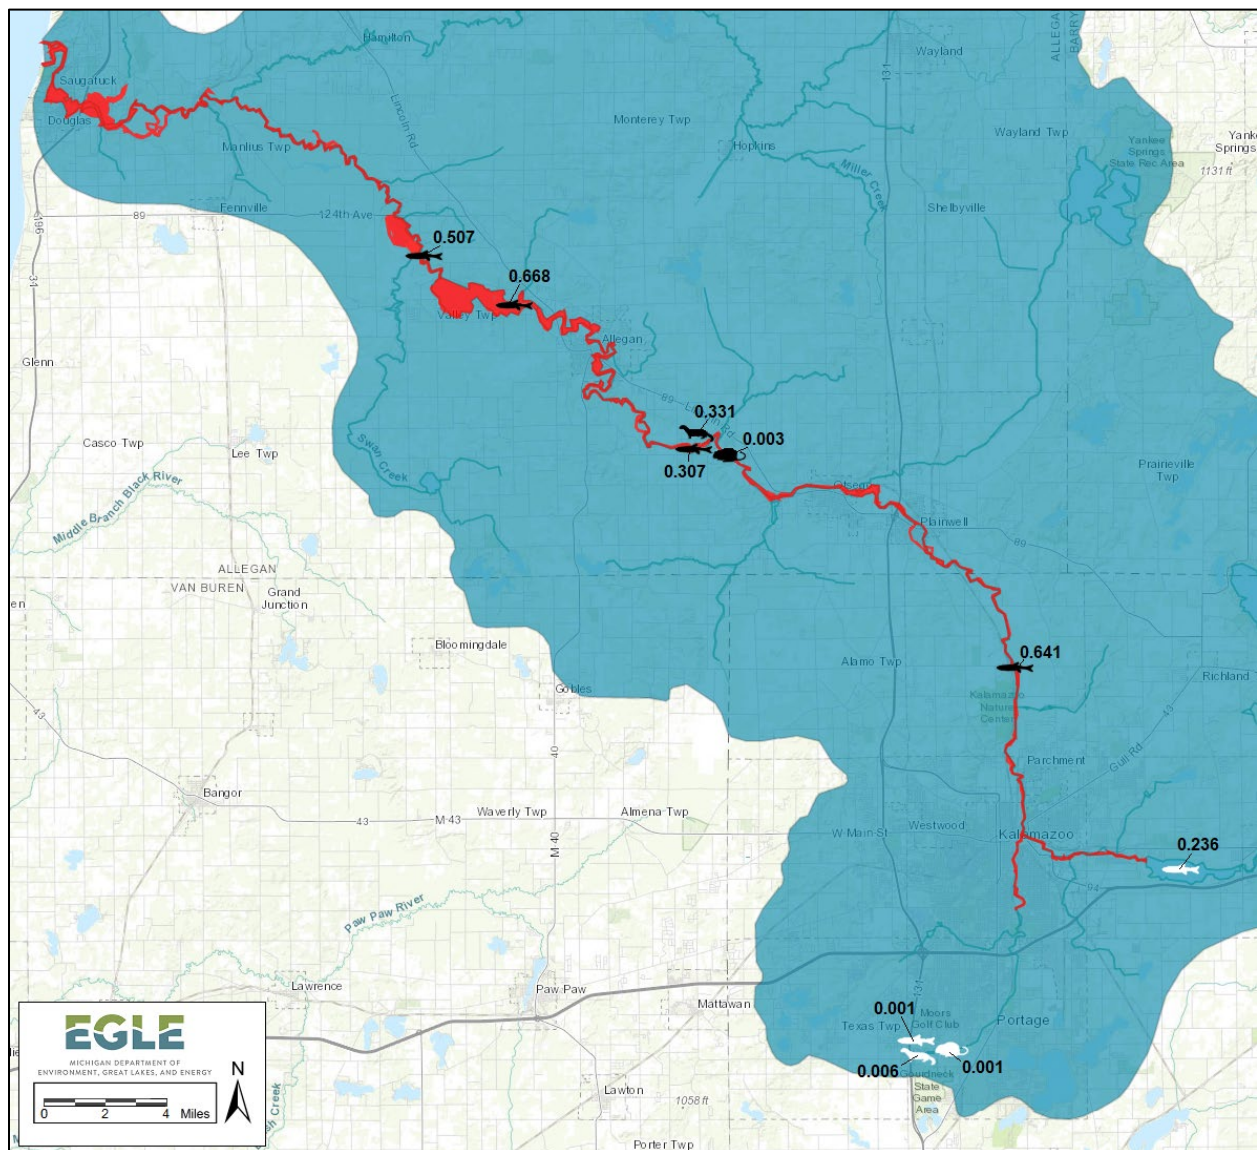 Hamilton
Wayland
ALLEGAN
BARRY
131
Saugatuck
Lincoln Rd
Douglas
Monterey Twp
Wayland Twp
Yankee
Springs
State Rec Area
Yankee
Springs
1131 ft
Manlius Twp
Hopkins
Miller Creek
Fennville
124th Ave
89
Shelbyville
196
31
0.507
0.668
Valley Twp
Glenn
Allegan
89
0.331
0.003
0.307
Casco Twp
Lee Twp
Swan Creek
Prairieville
Twp
Middle Branch Black River
Otsego
Plainwell
89
ALLEGAN
VAN BUREN
Grand
Junction
Bloomingdale
Alamo Twp
0.641
Richland
Gobles
Kalamazoo
Nature
Center
43
43
40
Parchment
Gull Rd
Bangor
43
M 43
Waverly Twp
Almena Twp
W Main St
Westwood
Kalamazoo
M 40
0.236
94
Paw Paw River
Lawrence
Paw Paw
Mattawan
131
0.001
Moors
Golf Club
Texas Twp
Portage
0.006
0.001
Gourdneck
State
Game
Area
EGLE
MICHIGAN DEPARTMENT OF
ENVIRONMENT, GREAT LAKES, AND ENERGY
N
0 2 4 Miles
Lawton
1058 ft
Porter Twp